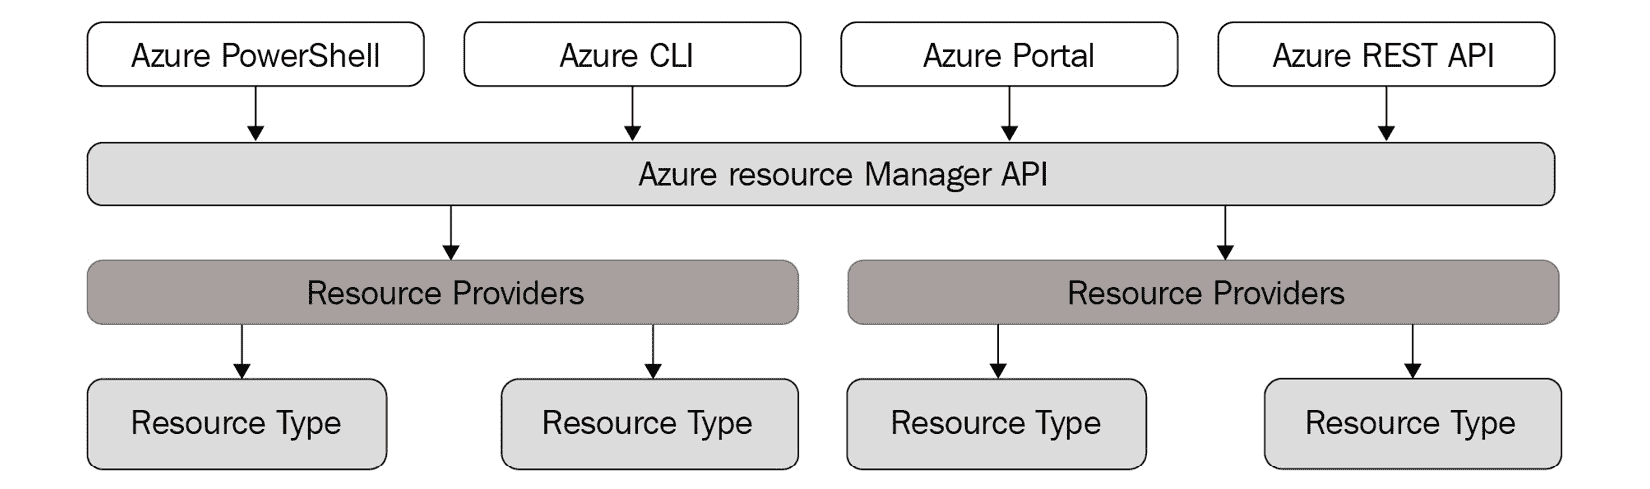 Azure PowerShell
Azure CLI
Azure Portal
Azure REST API
Azure resource Manager API
Resource Providers
Resource Providers
Resource Type
Resource Type
Resource Type
Resource Type